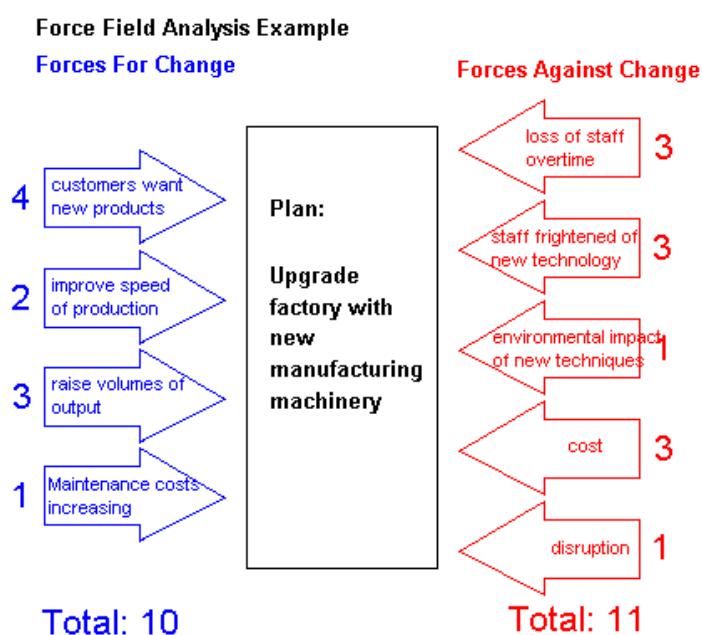 Force Field Analysis Example
Forces For Change
4
customers want
new products
2
improve speed
of production
3
raise volumes of
output
1
Maintenance costs
increasing
Total: 10
Plan:
Upgrade
factory with
new
manufacturing
machinery
Forces Against Change
loss of staff
overtime
3
staff frightened of
new technology
3
environmental impact
of new techniques
1
cost
3
disruption
1
Total: 11